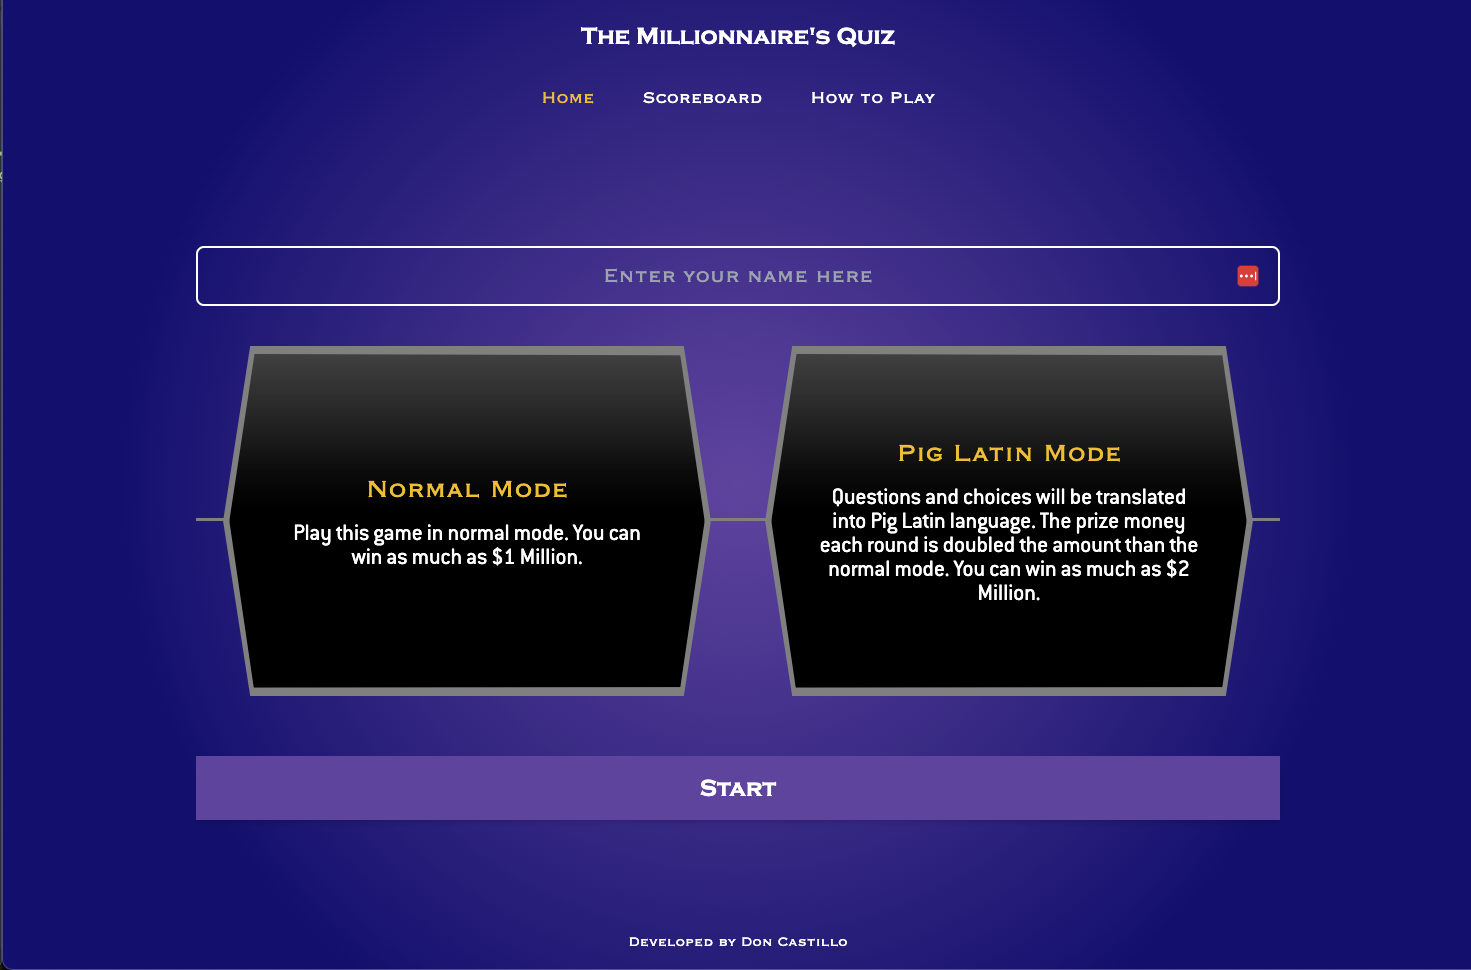 The Millionnaire's Quiz
Home Scoreboard How to Play
Enter your name here
Normal Mode
Play this game in normal mode. You can
win as much as $1 Million.
Pig Latin Mode
Questions and choices will be translated
into Pig Latin language. The prize money
each round is doubled the amount than the
normal mode. You can win as much as $2
Million.
Start
Developed by Don Castillo